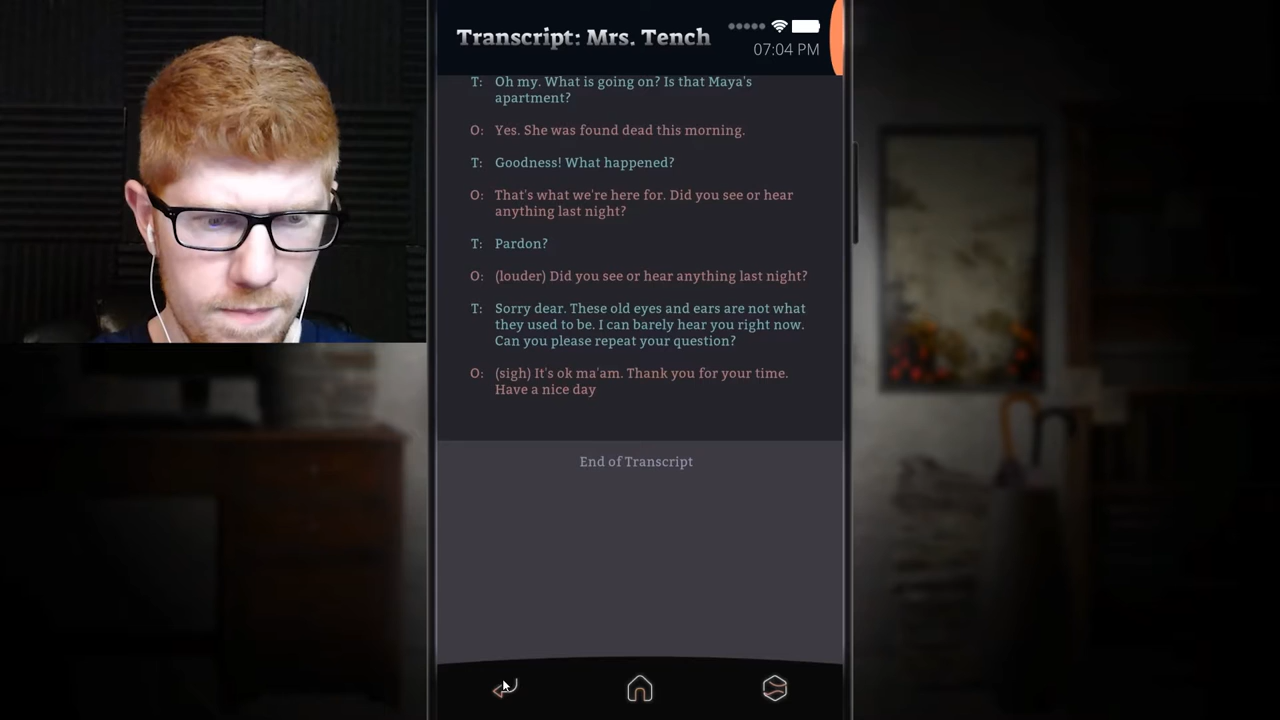 Transcript: Mrs. Tench
07:04 PM
T: Oh my. What is going on? Is that Maya's
apartment?
O: Yes. She was found dead this morning.
T: Goodness! What happened?
O: That's what we're here for. Did you see or hear
anything last night?
T: Pardon?
O: (louder) Did you see or hear anything last night?
T: Sorry dear. These old eyes and ears are not what
they used to be. I can barely hear you right now.
Can you please repeat your question?
O: (sigh) It's ok ma'am. Thank you for your time.
Have a nice day
End of Transcript